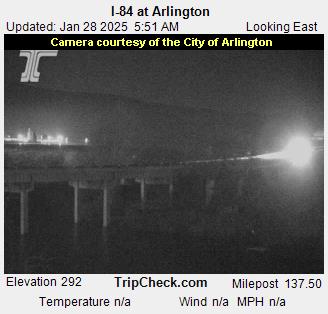 I-84 at Arlington
Updated: Jan 28 2025 5:51 AM Looking East
Camera courtesy of the City of Arlington
Elevation 292 TripCheck.com Milepost 137.50
Temperature n/a Wind n/a MPH n/a